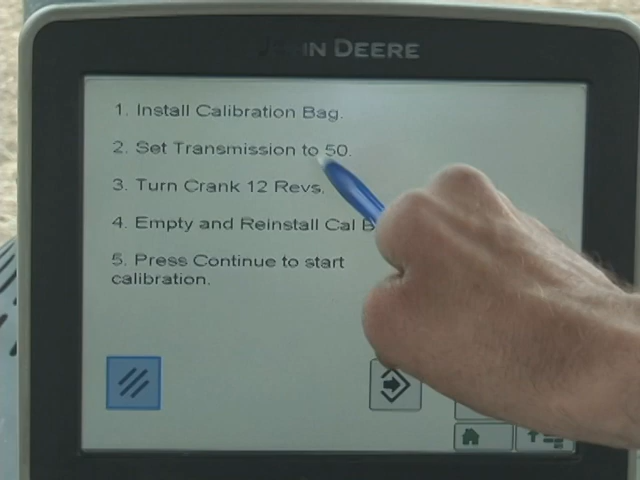 JOHN DEERE
1. Install Calibration Bag.
2. Set Transmission to 50.
3. Turn Crank 12 Revs.
4. Empty and Reinstall Cal
5. Press Continue to start
calibration.